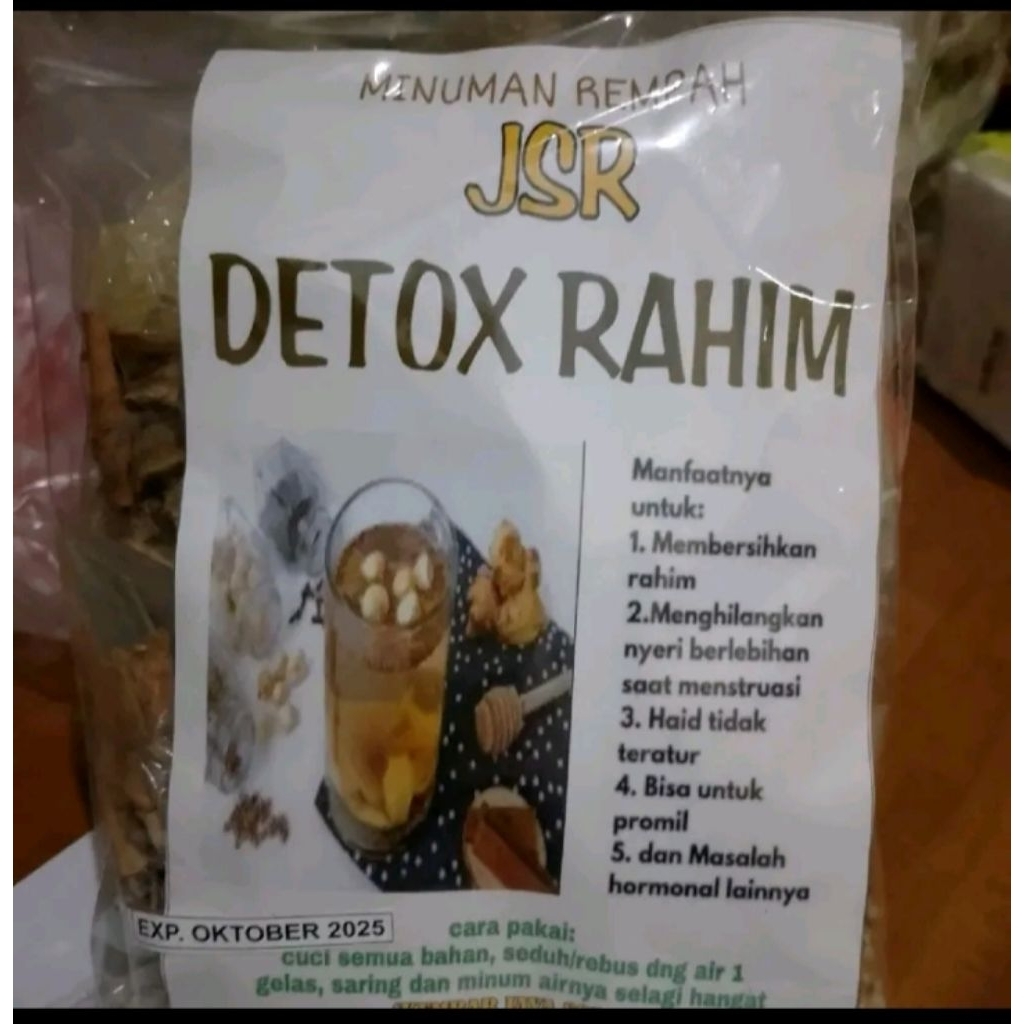 MINUMAN REMPAH
JSR
DETOX RAHIM
Manfaatnya
untuk:
1. Membersihkan
rahim
2.Menghilangkan
nyeri berlebihan
saat menstruasi
3. Haid tidak
teratur
4. Bisa untuk
promil
5. dan Masalah
hormonal lainnya
EXP. OKTOBER 2025
cara pakai:
cuci semua bahan, seduh/rebus dng air 1
gelas, saring dan minum airnya selagi hangat